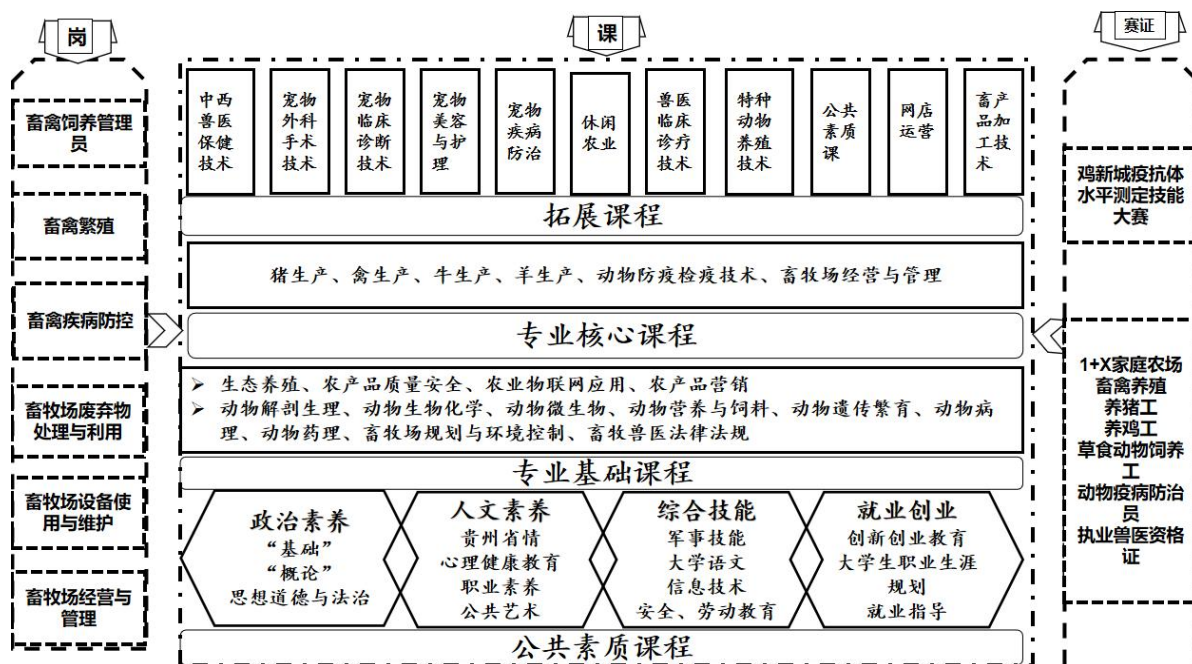 岗
畜禽饲养管理
员
畜禽繁殖
畜禽疾病防控
畜牧场废弃物
处理与利用
畜牧场设备使
用与维护
畜牧场经营与
管理
课
中西
兽医
保健
技术
宠物
外科
手术
技术
宠物
临床
诊断
技术
宠物
美容
与护
理
宠物
疾病
防治
休闲
农业
兽医
临床
诊疗
技术
特种
动物
养殖
技术
公共
素质
课
网店
运营
畜产
品加
工技
术
拓展课程
猪生产、禽生产、牛生产、羊生产、动物防疫检疫技术、畜牧场经营与管理
专业核心课程
➢ 生态养殖、农产品质量安全、农业物联网应用、农产品营销
➢ 动物解剖生理、动物生物化学、动物微生物、动物营养与饲料、动物遗传繁育、动物病
理、动物药理、畜牧场规划与环境控制、畜牧兽医法律法规
专业基础课程
政治素养
“基础”
“概论”
思想道德与法治
人文素养
贵州省情
心理健康教育
职业素养
公共艺术
综合技能
军事技能
大学语文
信息技术
安全、劳动教育
就业创业
创新创业教育
大学生职业生涯
规划
就业指导
公共素质课程
赛证
鸡新城疫抗体
水平测定技能
大赛
1+X家庭农场
畜禽养殖
养猪工
养鸡工
草食动物饲养
工
动物疫病防治
员
执业兽医资格
证